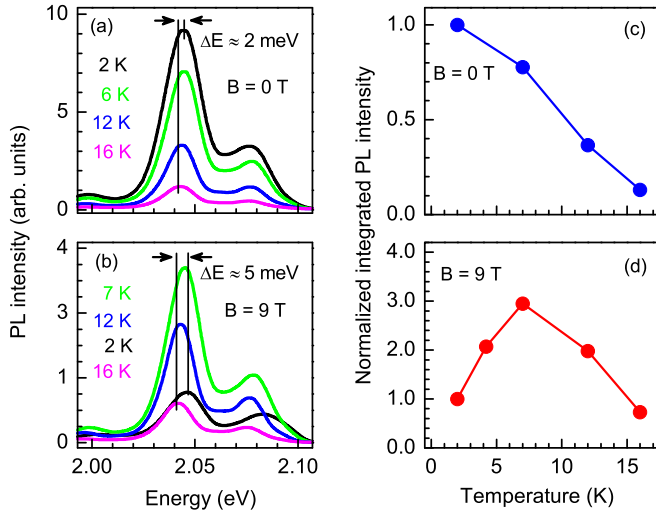 (a)
ΔE ≈ 2 meV
2 K
6 K
12 K
16 K
B = 0 T
10
5
0
(b)
ΔE ≈ 5 meV
7 K
12 K
2 K
16 K
B = 9 T
4
3
2
1
0
2.00
2.05
2.10
Energy (eV)
PL intensity (arb. units)
(c)
B = 0 T
1.0
0.5
0.0
(d)
B = 9 T
4.0
3.0
2.0
1.0
0.0
0
5
10
15
Temperature (K)
Normalized integrated PL intensity